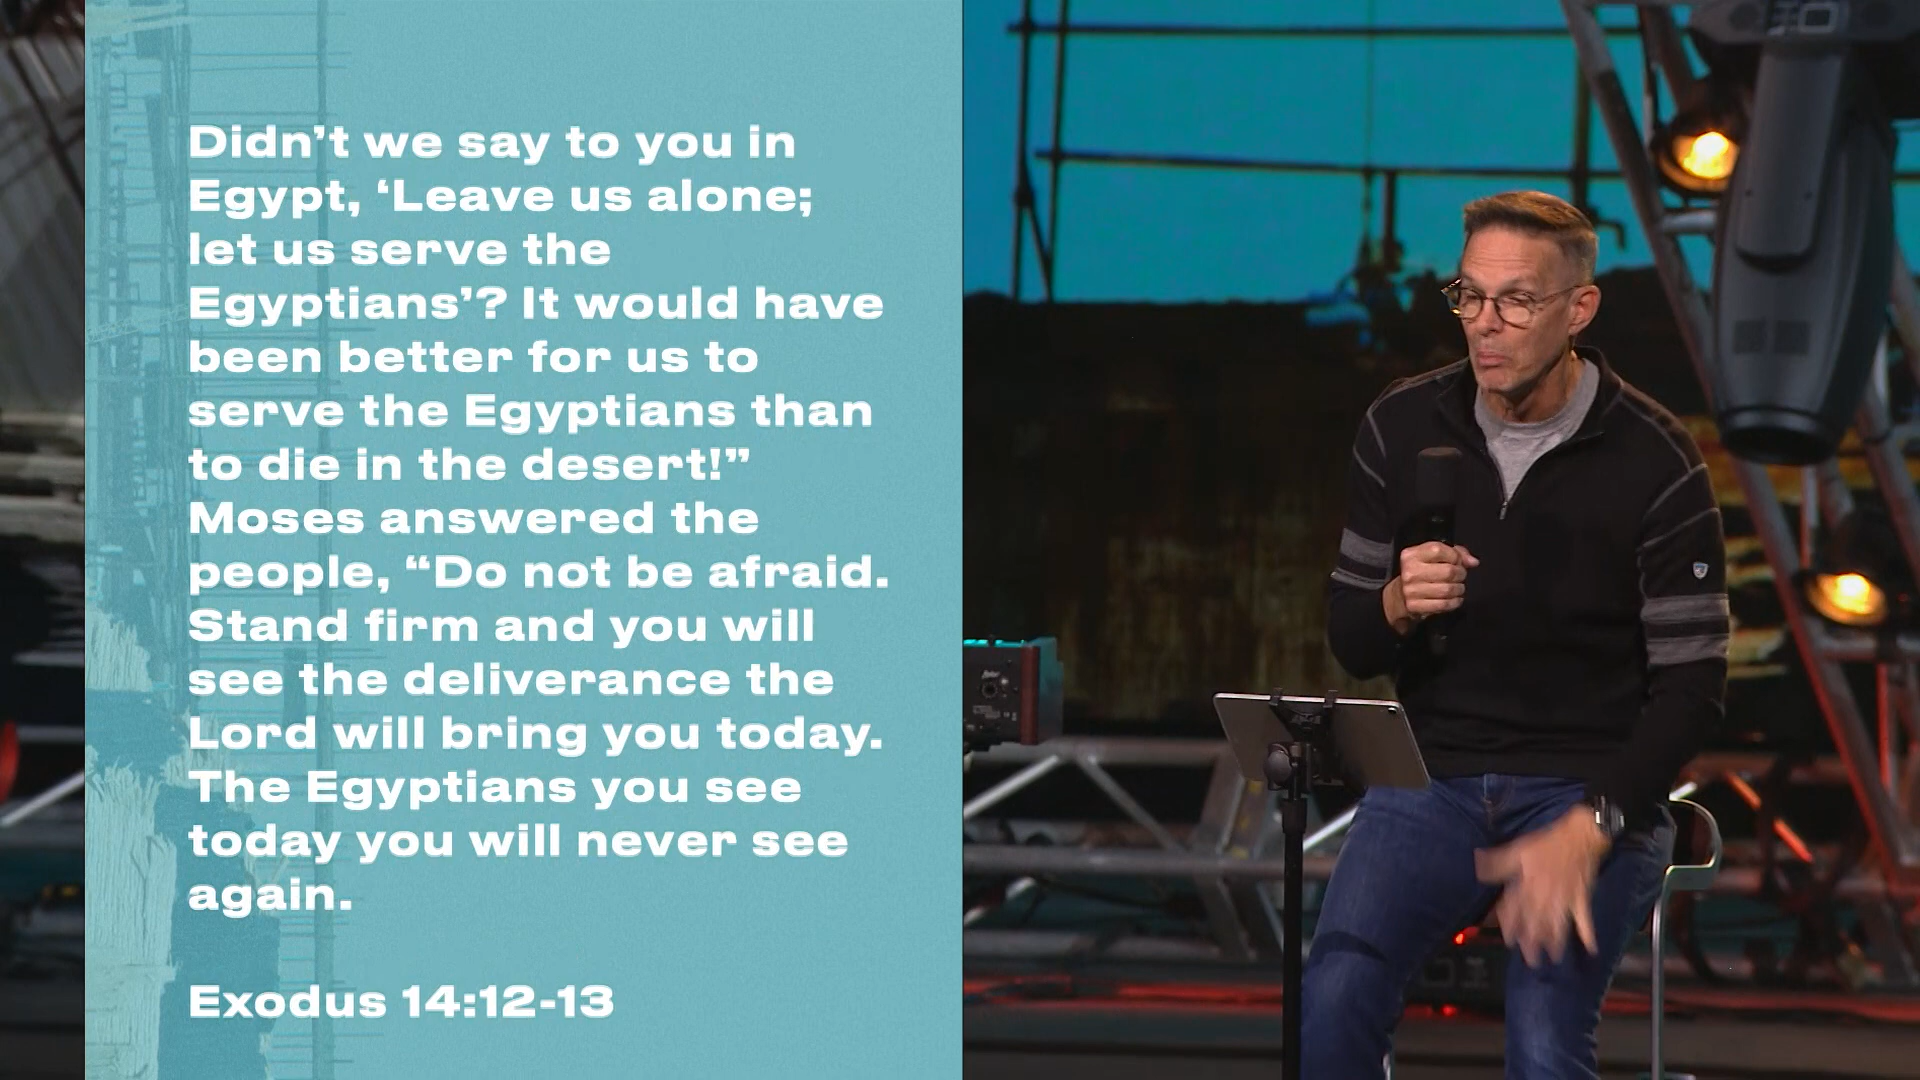 Didn’t we say to you in
Egypt, ‘Leave us alone;
let us serve the
Egyptians’? It would have
been better for us to
serve the Egyptians than
to die in the desert!”
Moses answered the
people, “Do not be afraid.
Stand firm and you will
see the deliverance the
Lord will bring you today.
The Egyptians you see
today you will never see
again.
Exodus 14:12-13